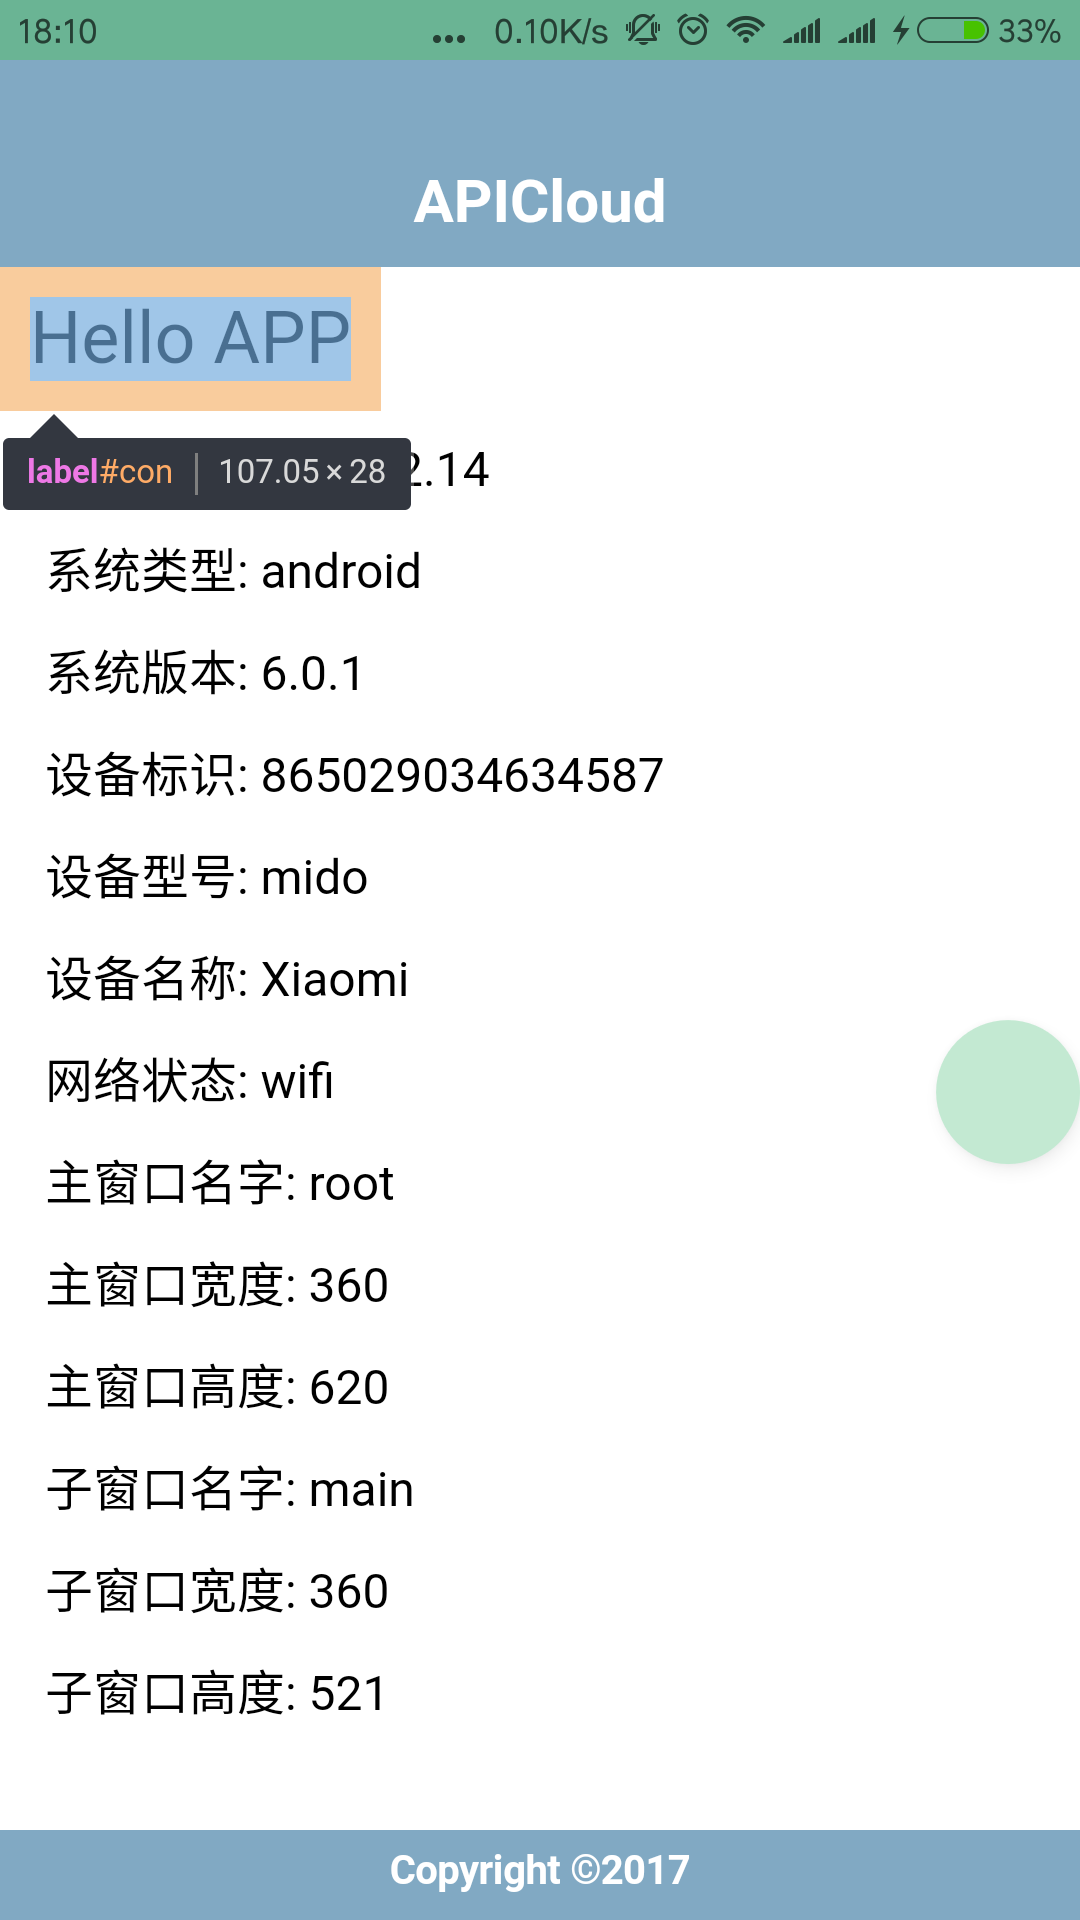 18:10 ... 0.10K/s 33%
APICloud
Hello APP
label#con 107.05 × 28 2.14
系统类型: android
系统版本: 6.0.1
设备标识: 865029034634587
设备型号: mido
设备名称: Xiaomi
网络状态: wifi
主窗口名字: root
主窗口宽度: 360
主窗口高度: 620
子窗口名字: main
子窗口宽度: 360
子窗口高度: 521
Copyright ©2017